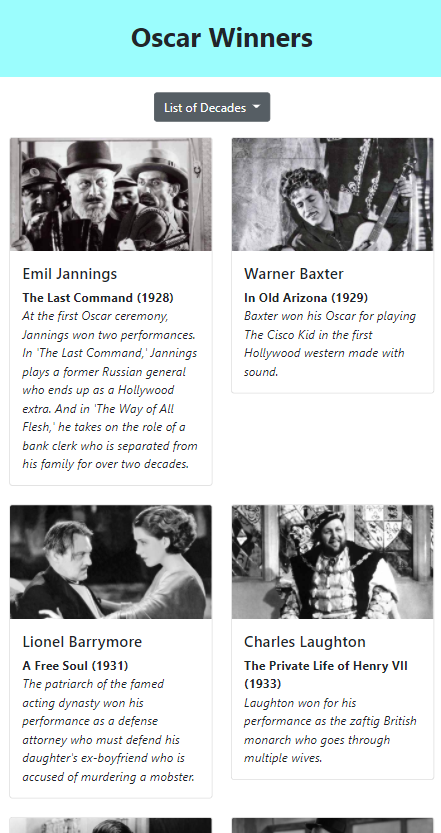 Oscar Winners
List of Decades
Emil Jannings
The Last Command (1928)
At the first Oscar ceremony,
Jannings won two performances.
In 'The Last Command,' Jannings
plays a former Russian general
who ends up as a Hollywood
extra. And in 'The Way of All
Flesh,' he takes on the role of a
bank clerk who is separated from
his family for over two decades.
Warner Baxter
In Old Arizona (1929)
Baxter won his Oscar for playing
The Cisco Kid in the first
Hollywood western made with
sound.
Lionel Barrymore
A Free Soul (1931)
The patriarch of the famed
acting dynasty won his
performance as a defense
attorney who must defend his
daughter's ex-boyfriend who is
accused of murdering a mobster.
Charles Laughton
The Private Life of Henry VII
(1933)
Laughton won for his
performance as the zaftig British
monarch who goes through
multiple wives.